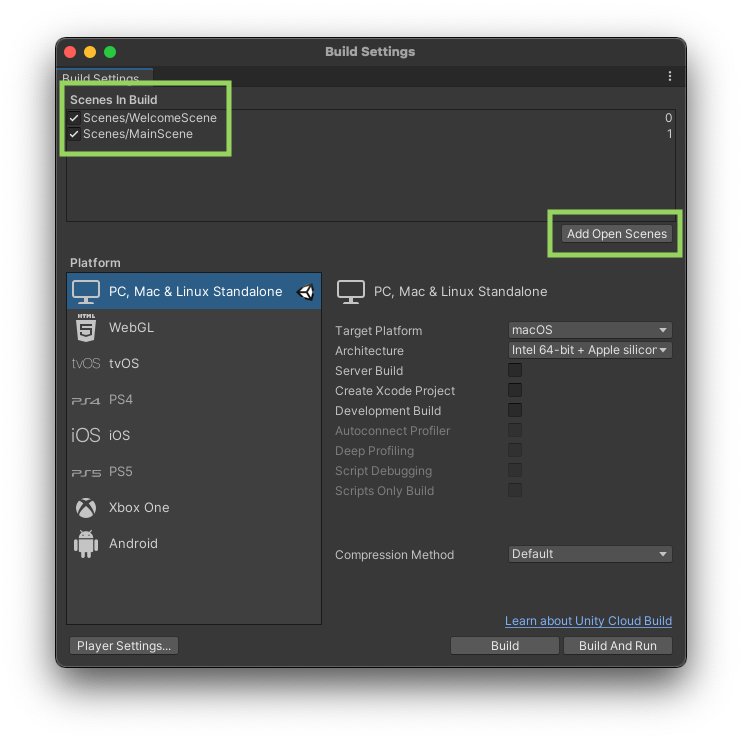 Build Settings
Build Settings
Scenes In Build
Scenes/WelcomeScene 0
Scenes/MainScene 1
Add Open Scenes
Platform
PC, Mac & Linux Standalone
HTML
5
WebGL
tvOS tvOS
PS4 PS4
iOS iOS
PS5 PS5
Xbox One
Android
PC, Mac & Linux Standalone
Target Platform macOS
Architecture Intel 64-bit + Apple silicor
Server Build
Create Xcode Project
Development Build
Autoconnect Profiler
Deep Profiling
Script Debugging
Scripts Only Build
Compression Method Default
Learn about Unity Cloud Build
Player Settings... Build Build And Run